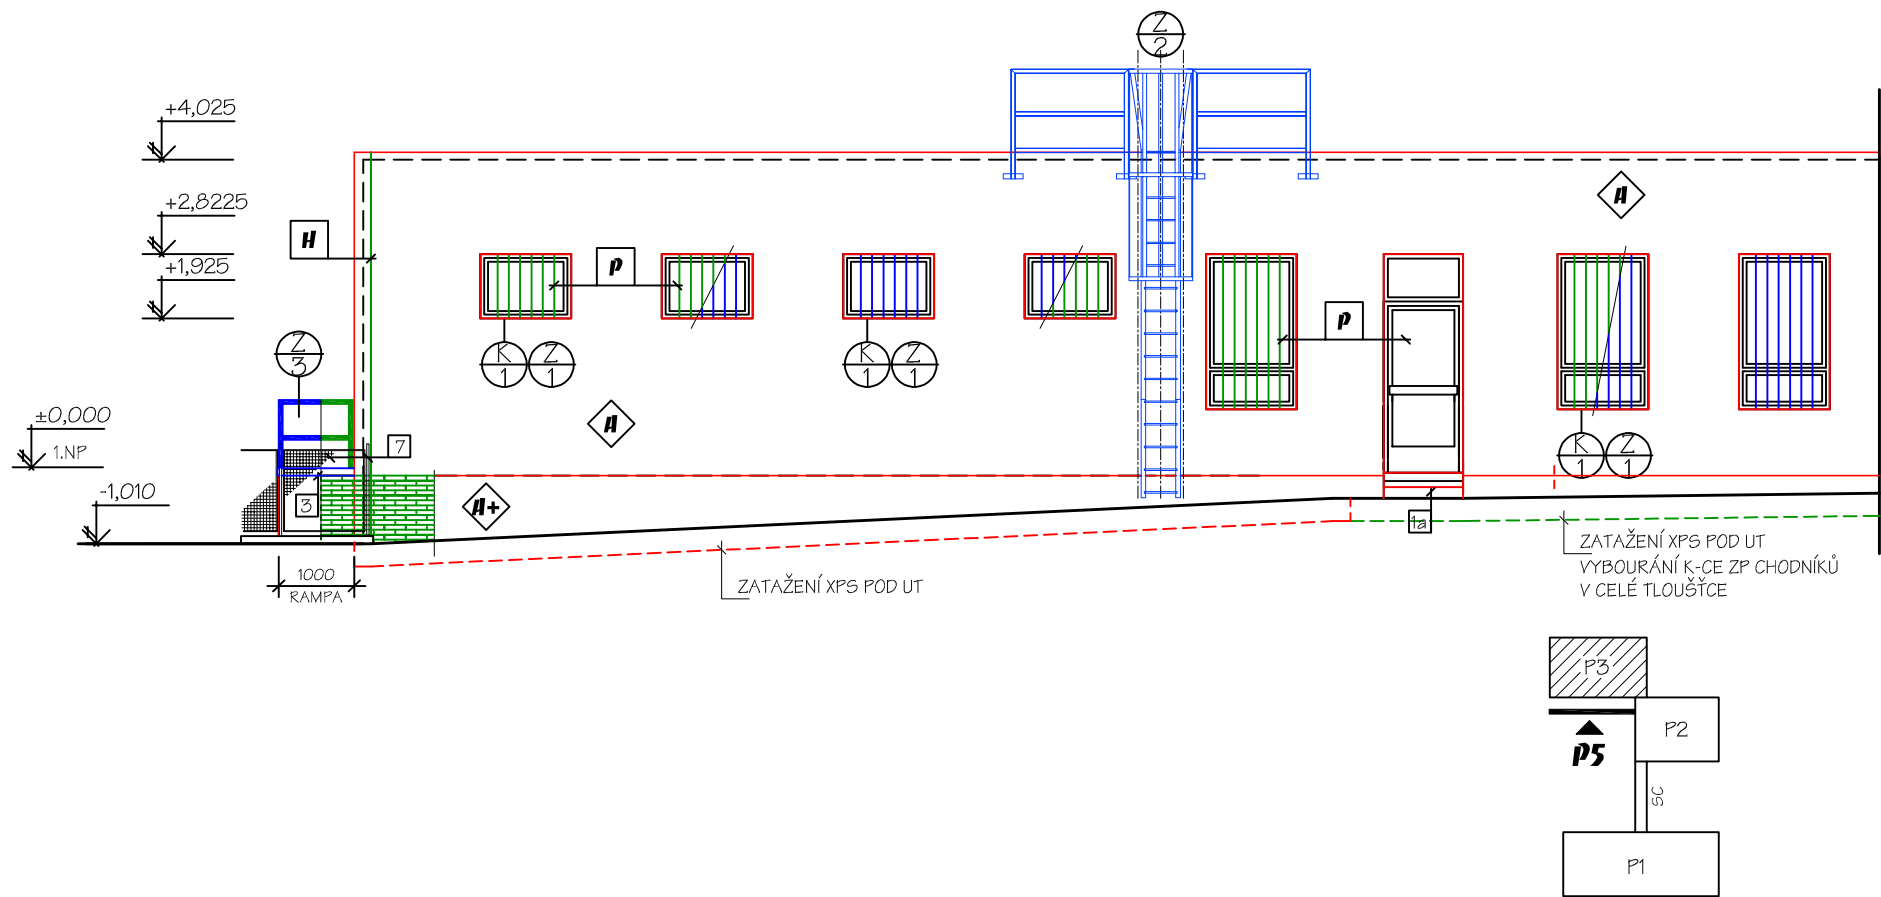 Z
2
+4,025
+2,8225
+1,925
H
P
A
P
K
1
Z
1
K
1
Z
1
Z
3
A
±0,000
1.NP
7
K
1
Z
1
-1,010
3
A+
1a
1000
RAMPA
ZATAŽENÍ XPS POD UT
ZATAŽENÍ XPS POD UT
VYBOURÁNÍ K-CE ZP CHODNÍKŮ
V CELÉ TLOUŠŤCE
P3
P2
P5
SC
P1